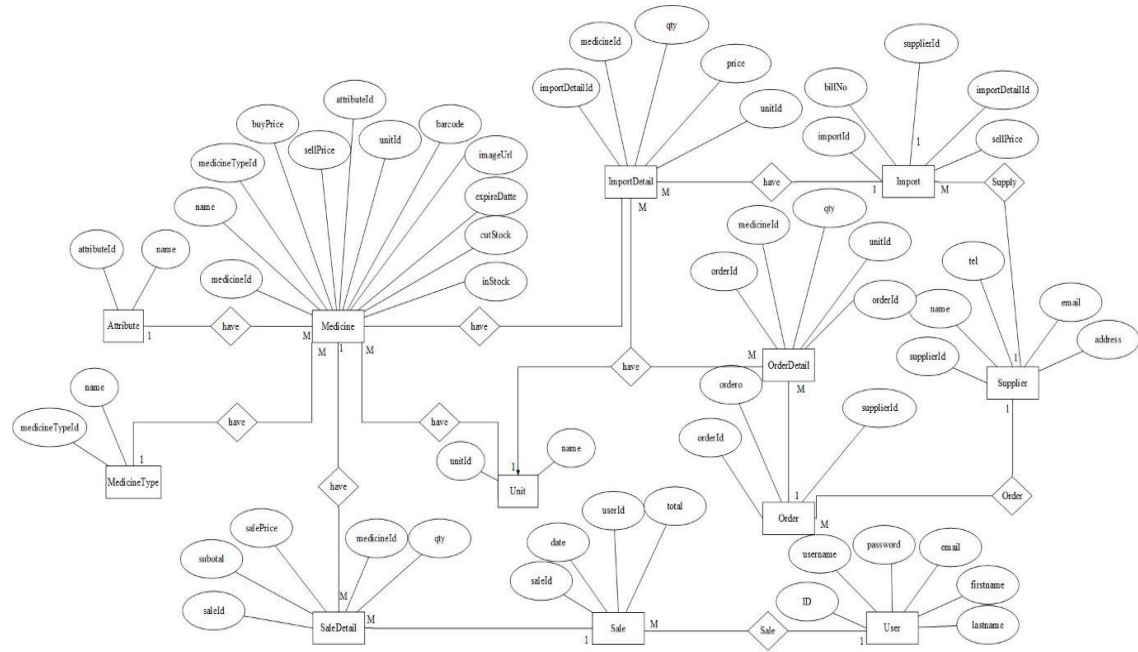 qty
medicineId
supplierId
price
importDetailId
billNo
importDetailId
unitId
importId
sellPrice
ImportDetail
M
M
have
1
Import
M
Supply
attributeId
buyPrice
barcode
sellPrice
unitId
medicineTypeId
imageUrl
name
expireDatte
cutStock
medicineId
inStock
attributeId
name
Attribute
1
have
M
Medicine
M
1
M
have
qty
medicineId
unitId
orderId
orderId
M
OrderDetail
M
have
tel
name
email
supplierId
address
1
Supplier
1
name
medicineTypeId
1
MedicineType
have
have
unitId
name
1
Unit
ordero
supplierId
orderId
1
Order
M
Order
have
salePrice
medicineId
qty
subotal
saleId
M
SaleDetail
M
date
userId
total
saleId
1
Sale
M
Sale
1
username
password
email
ID
firstname
lastname
User